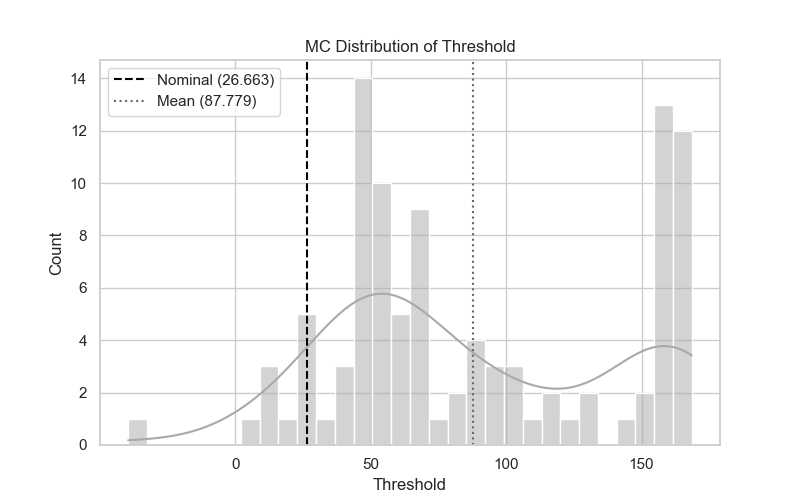 MC Distribution of Threshold
Nominal (26.663)
Mean (87.779)
14
12
10
8
6
4
2
0
Count
0 50 100 150
Threshold